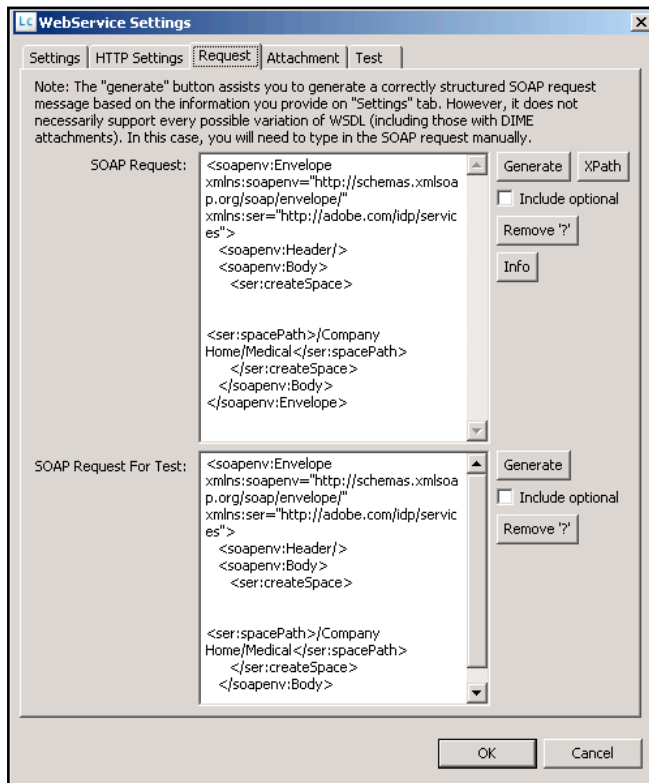 Lc WebService Settings
Settings HTTP Settings Request Attachment Test
Note: The "generate" button assists you to generate a correctly structured SOAP request
message based on the information you provide on "Settings" tab. However, it does not
necessarily support every possible variation of WSDL (including those with DIME
attachments). In this case, you will need to type in the SOAP request manually.
SOAP Request:
<soapenv:Envelope
xmlns:soapenv="http://schemas.xmlsoa
p.org/soap/envelope/"
xmlns:ser="http://adobe.com/idp/servic
es">
<soapenv:Header/>
<soapenv:Body>
<ser:createSpace>
<ser:spacePath>/Company
Home/Medical</ser:spacePath>
</ser:createSpace>
</soapenv:Body>
</soapenv:Envelope>
Generate XPath
Include optional
Remove '?'
Info
SOAP Request For Test:
<soapenv:Envelope
xmlns:soapenv="http://schemas.xmlsoa
p.org/soap/envelope/"
xmlns:ser="http://adobe.com/idp/servic
es">
<soapenv:Header/>
<soapenv:Body>
<ser:createSpace>
<ser:spacePath>/Company
Home/Medical</ser:spacePath>
</ser:createSpace>
</soapenv:Body>
Generate
Include optional
Remove '?'
OK Cancel